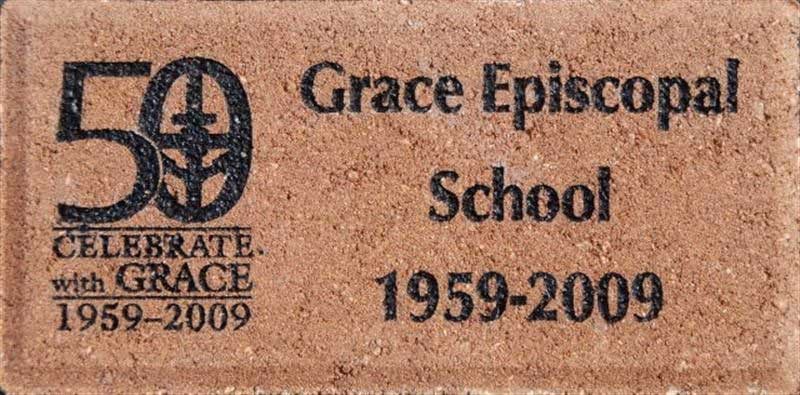 50
CELEBRATE
with GRACE
1959–2009
Grace Episcopal
School
1959-2009